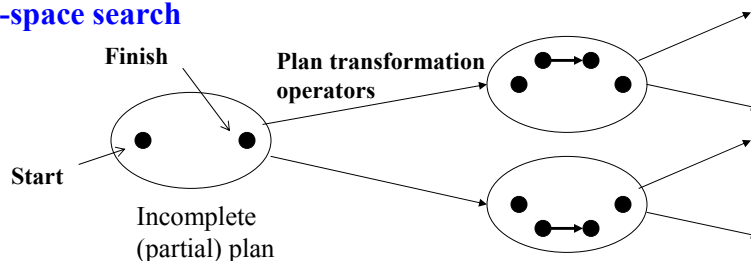 -space search
Finish
Plan transformation
operators
Start
Incomplete
(partial) plan